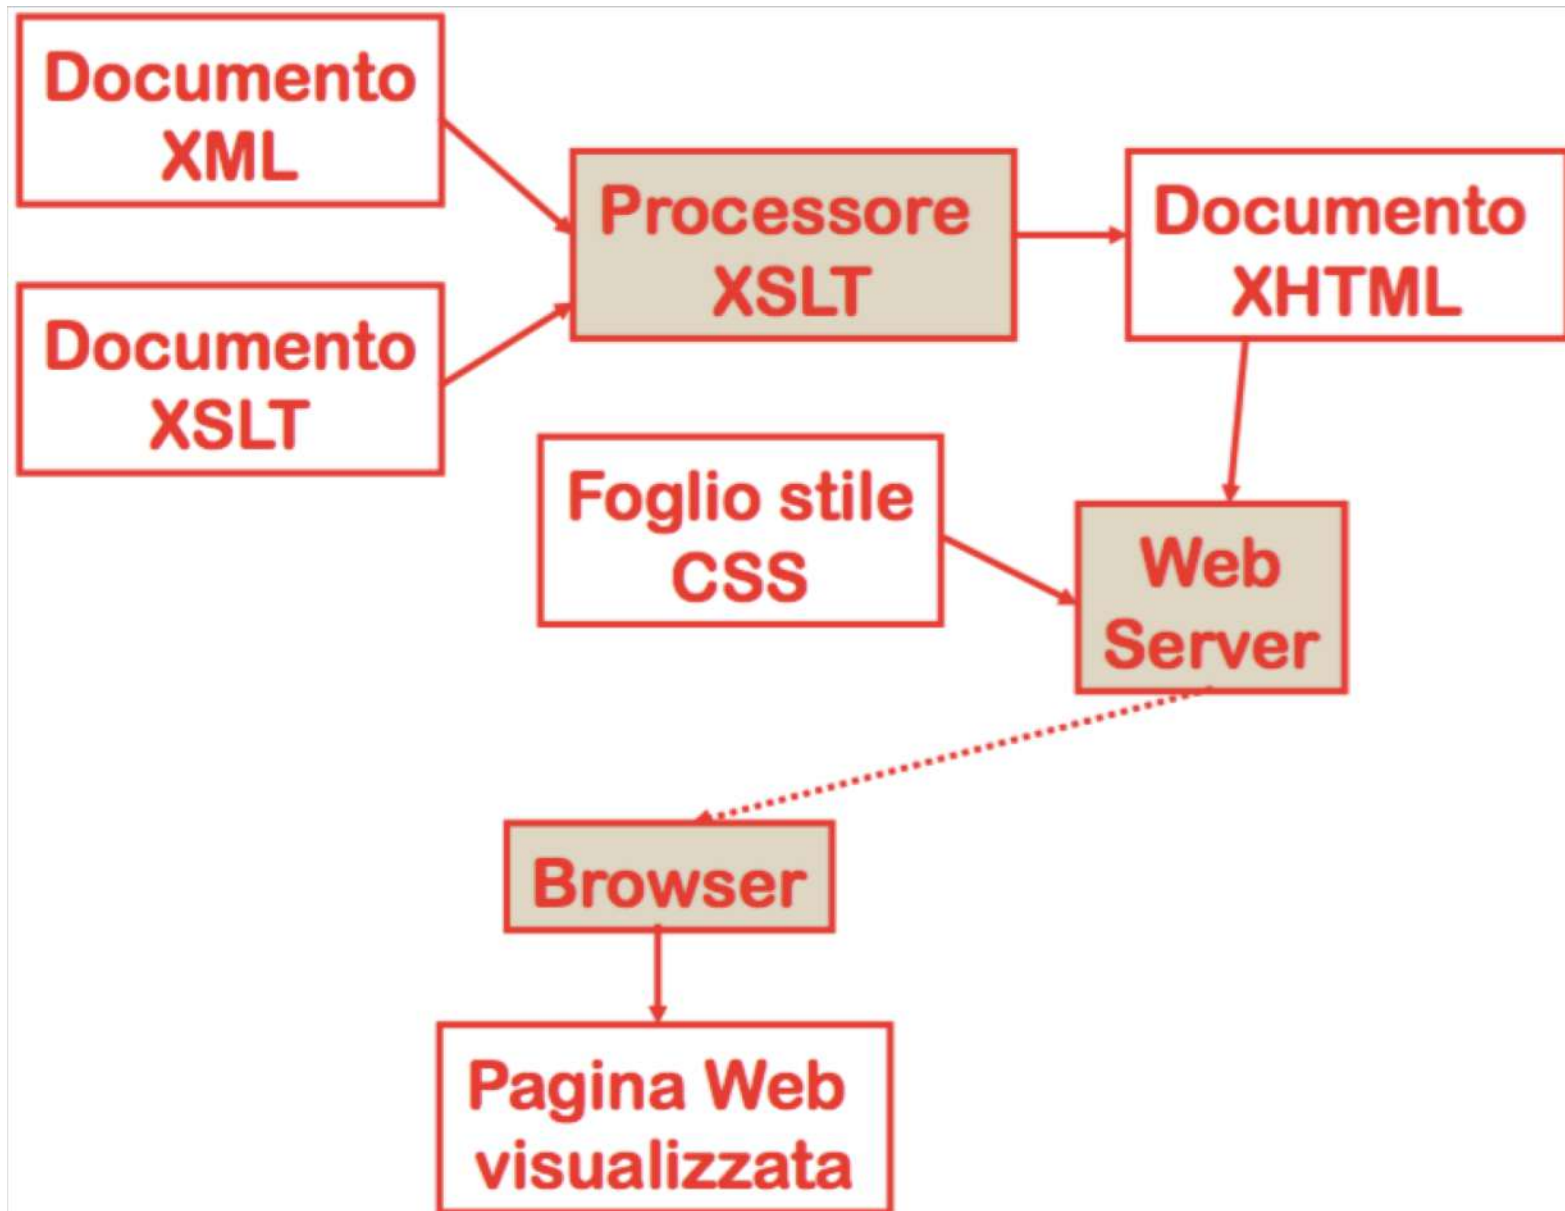 Documento
XML
Documento
XSLT
Processore
XSLT
Documento
XHTML
Foglio stile
CSS
Web
Server
Browser
Pagina Web
visualizzata